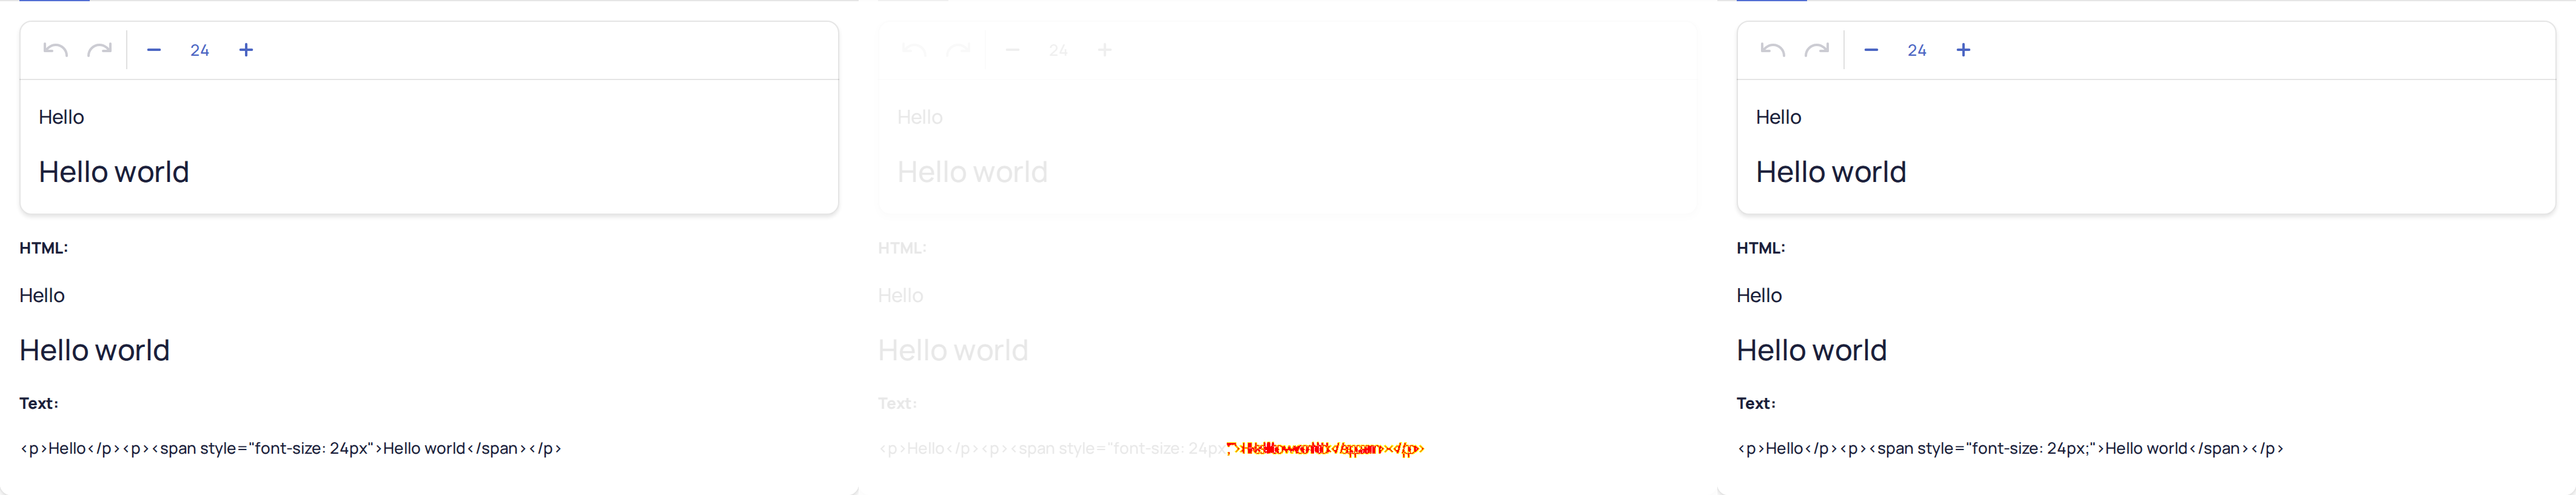 24
Hello
Hello world
HTML:
Hello
Hello world
Text:
<p>Hello</p><p><span style="font-size: 24px">Hello world</span></p>
24
Hello
Hello world
HTML:
Hello
Hello world
Text:
<p>Hello</p><p><span style="font-size: 24px
24
Hello
Hello world
HTML:
Hello
Hello world
Text:
<p>Hello</p><p><span style="font-size: 24px;">Hello world</span></p>